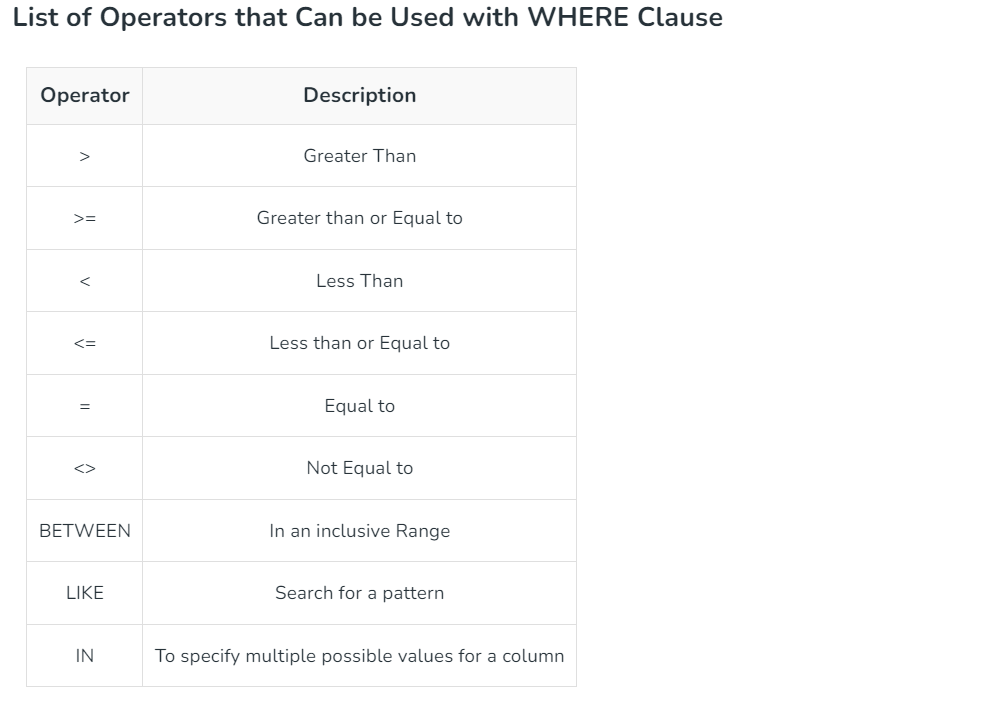 List of Operators that Can be Used with WHERE Clause
Operator Description
> Greater Than
>= Greater than or Equal to
< Less Than
<= Less than or Equal to
= Equal to
<> Not Equal to
BETWEEN In an inclusive Range
LIKE Search for a pattern
IN To specify multiple possible values for a column